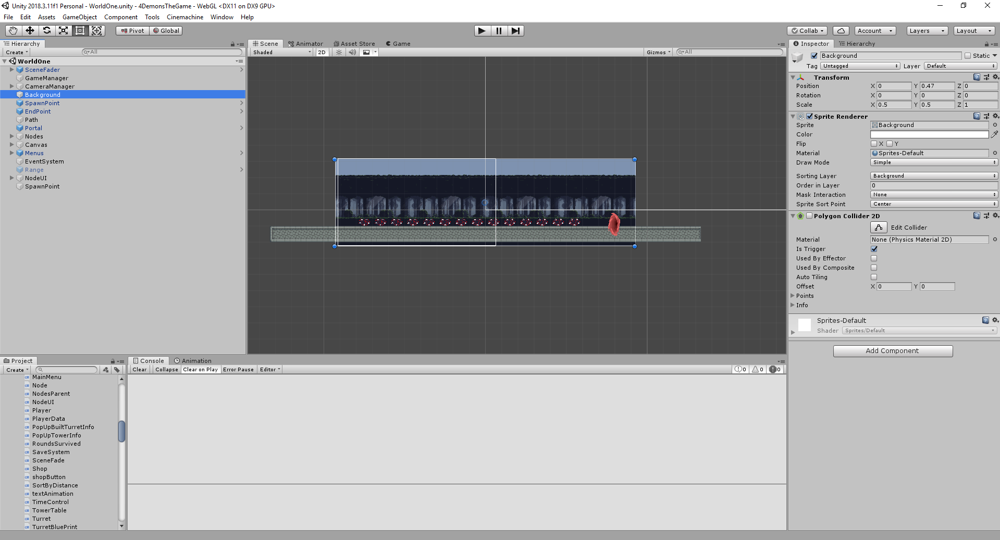 Unity 2018.3.11f1 Personal - WorldOne.unity - 4DemonsTheGame - WebGL <DX11 on DX9 GPU>
File Edit Assets GameObject Component Tools Cinemachine Window Help
Pivot Global Collab Account Layers Layout
Hierarchy
Create All
WorldOne
SceneFader
GameManager
CameraManager
Background
SpawnPoint
EndPoint
Path
Portal
Nodes
Canvas
Menus
EventSystem
Range
NodeUI
SpawnPoint
Scene Animator Asset Store Game
Shaded 2D Gizmos All
Inspector Hierarchy
Background Static
Tag Untagged Layer Default
Transform
Position X 0 Y 0.47 Z 0
Rotation X 0 Y 0 Z 0
Scale X 0.5 Y 0.5 Z 1
Sprite Renderer
Sprite Background
Color
Flip X Y
Material Sprites-Default
Draw Mode Simple
Sorting Layer Background
Order in Layer 0
Mask Interaction None
Sprite Sort Point Center
Polygon Collider 2D
Edit Collider
Material None (Physics Material 2D)
Is Trigger
Used By Effector
Used By Composite
Auto Tiling
Offset X 0 Y 0
Points
Info
Sprites-Default
Shader Sprites/Default
Add Component
Project
Create
MainMenu
Node
NodesParent
NodeUI
Player
PlayerData
PopUpBuiltTurretInfo
PopUpTowerInfo
RoundsSurvived
SaveSystem
SceneFade
Shop
shopButton
SortByDistance
textAnimation
TimeControl
TowerTable
Turret
TurretBluePrint
Console Animation
Clear Collapse Clear on Play Error Pause Editor 0 0 0